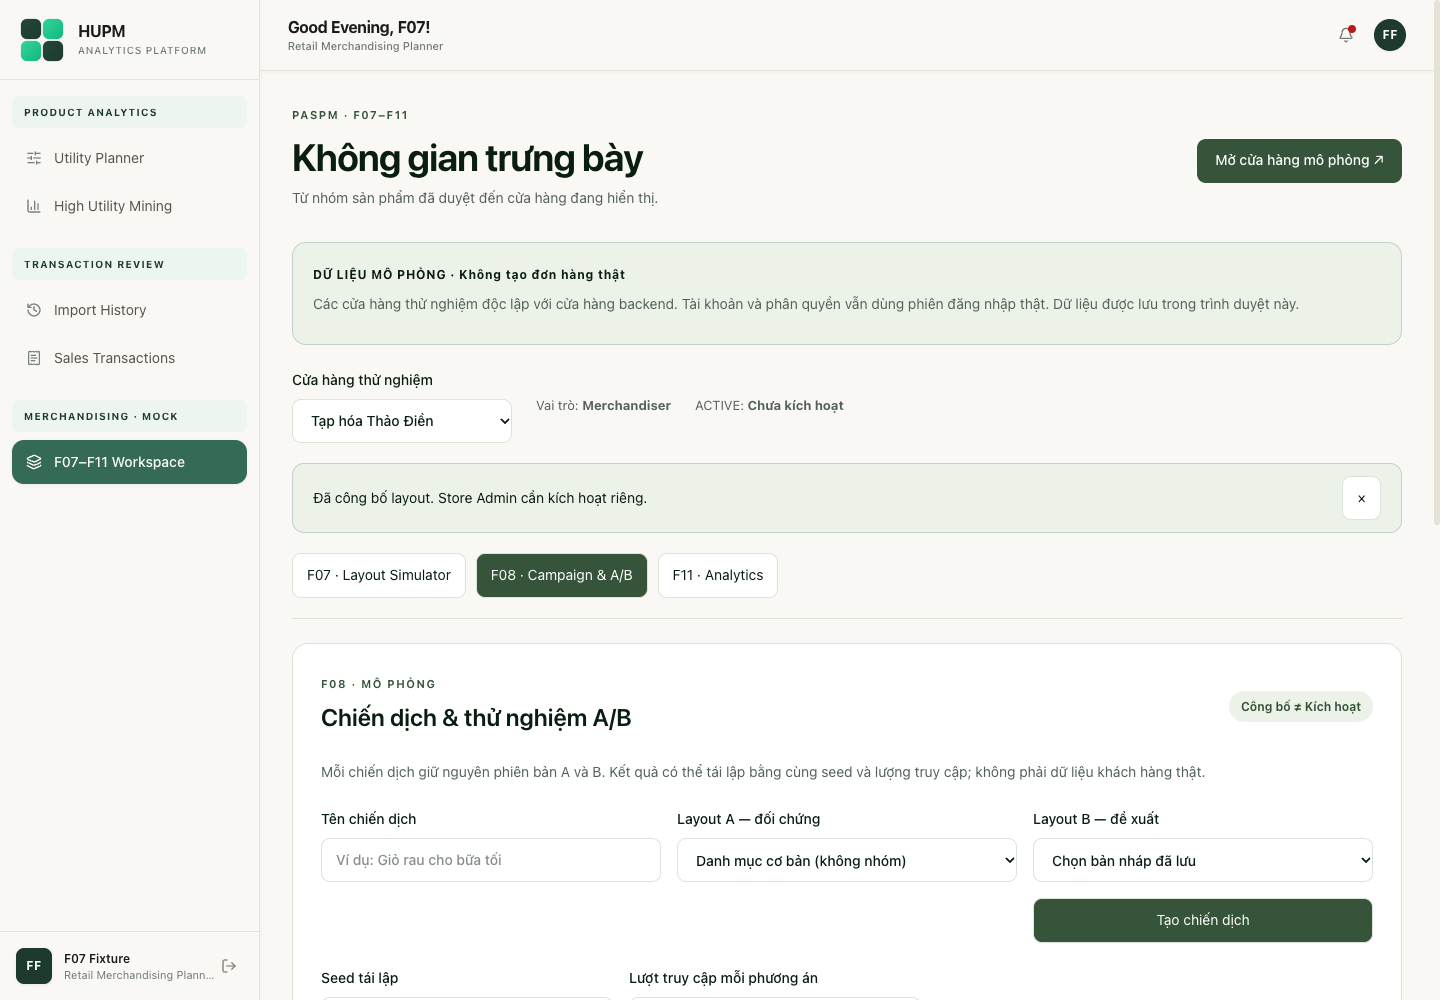 HUPM
ANALYTICS PLATFORM
Good Evening, F07!
Retail Merchandising Planner
FF
PRODUCT ANALYTICS
Utility Planner
High Utility Mining
TRANSACTION REVIEW
Import History
Sales Transactions
MERCHANDISING · MOCK
F07–F11 Workspace
FF
F07 Fixture
Retail Merchandising Plann...
PASPM · F07–F11
Không gian trưng bày
Từ nhóm sản phẩm đã duyệt đến cửa hàng đang hiển thị.
Mở cửa hàng mô phỏng ↗
DỮ LIỆU MÔ PHỎNG · Không tạo đơn hàng thật
Các cửa hàng thử nghiệm độc lập với cửa hàng backend. Tài khoản và phân quyền vẫn dùng phiên đăng nhập thật. Dữ liệu được lưu trong trình duyệt này.
Cửa hàng thử nghiệm
Tạp hóa Thảo Điền
Vai trò: Merchandiser
ACTIVE: Chưa kích hoạt
Đã công bố layout. Store Admin cần kích hoạt riêng.
×
F07 · Layout Simulator
F08 · Campaign & A/B
F11 · Analytics
F08 · MÔ PHỎNG
Chiến dịch & thử nghiệm A/B
Công bố ≠ Kích hoạt
Mỗi chiến dịch giữ nguyên phiên bản A và B. Kết quả có thể tái lập bằng cùng seed và lượng truy cập; không phải dữ liệu khách hàng thật.
Tên chiến dịch
Ví dụ: Giỏ rau cho bữa tối
Layout A — đối chứng
Danh mục cơ bản (không nhóm)
Layout B — đề xuất
Chọn bản nháp đã lưu
Tạo chiến dịch
Seed tái lập
Lượt truy cập mỗi phương án